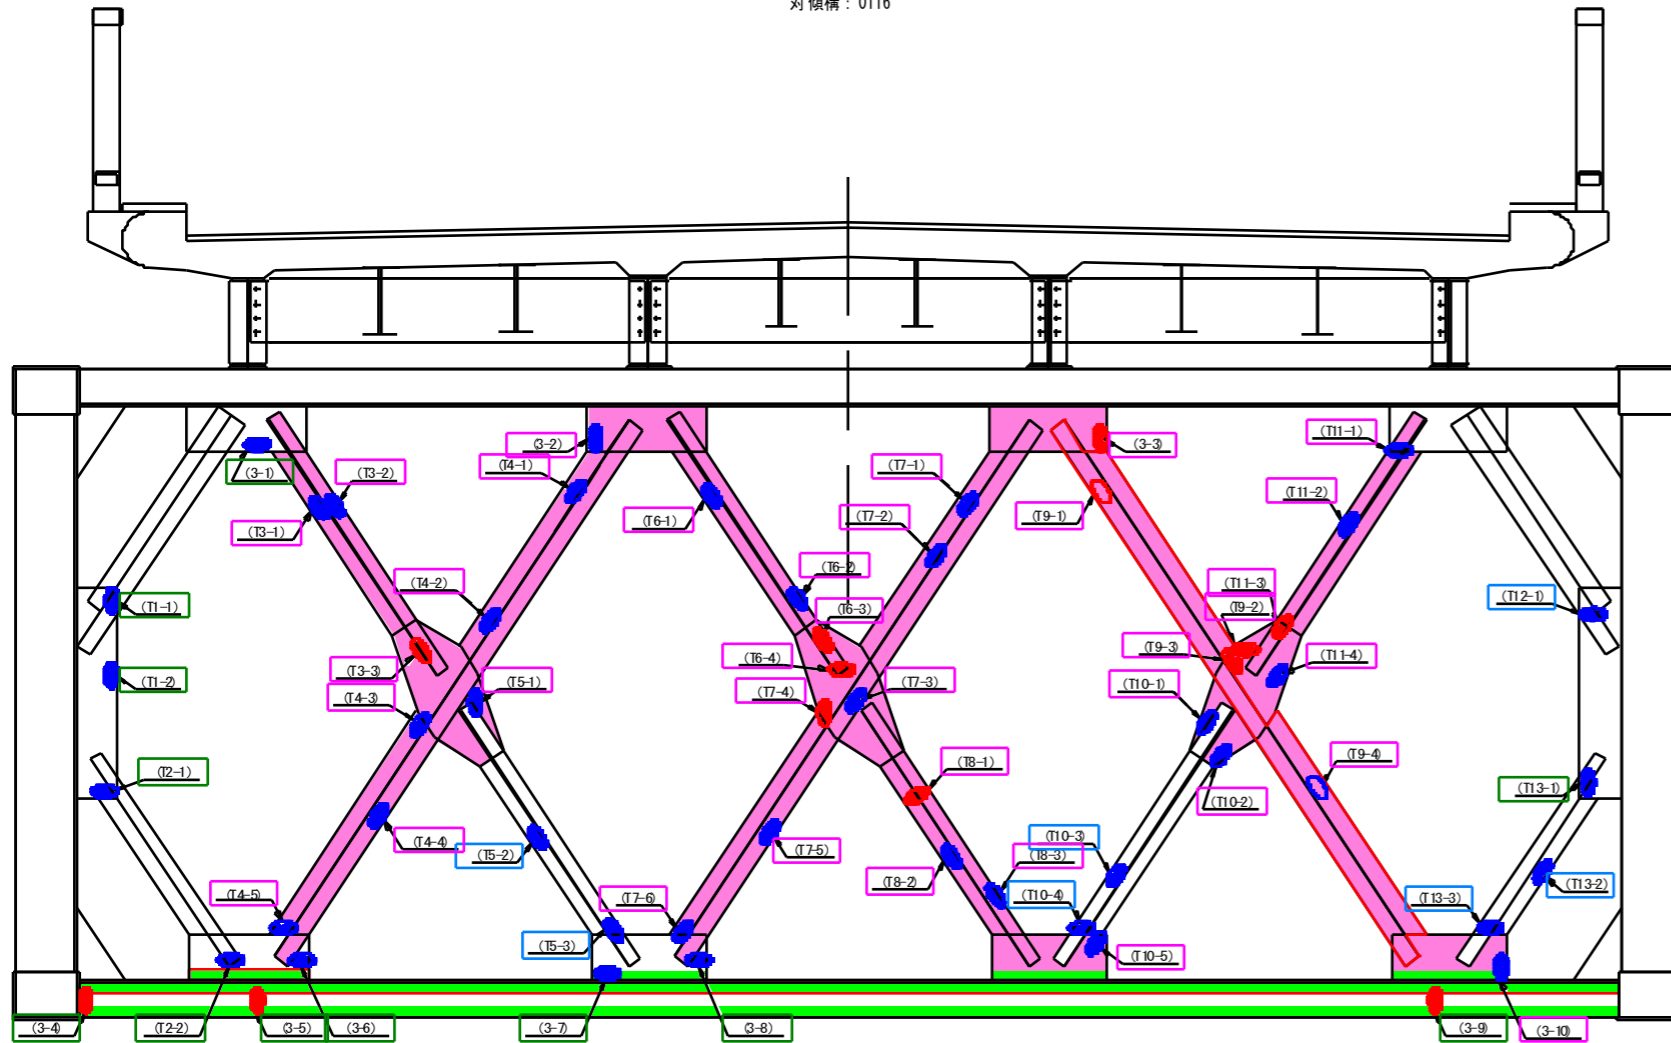 対傾構：0116
(3-2)
(3-3)
(T11-1)
(3-1)
(T3-2)
(T4-1)
(T7-1)
(T11-2)
(T3-1)
(T6-1)
(T7-2)
(T9-1)
(T4-2)
(T6-2)
(T11-3)
(T1-1)
(T6-3)
(T9-2)
(T12-1)
(T3-3)
(T6-4)
(T9-3)
(T11-4)
(T1-2)
(T5-1)
(T7-3)
(T10-1)
(T4-3)
(T7-4)
(T2-1)
(T8-1)
(T9-4)
(T13-1)
(T10-2)
(T4-4)
(T5-2)
(T7-5)
(T10-3)
(T8-3)
(T8-2)
(T13-2)
(T4-5)
(T7-6)
(T10-4)
(T13-3)
(T5-3)
(T10-5)
(3-4)
(T2-2)
(3-5)
(3-6)
(3-7)
(3-8)
(3-9)
(3-10)